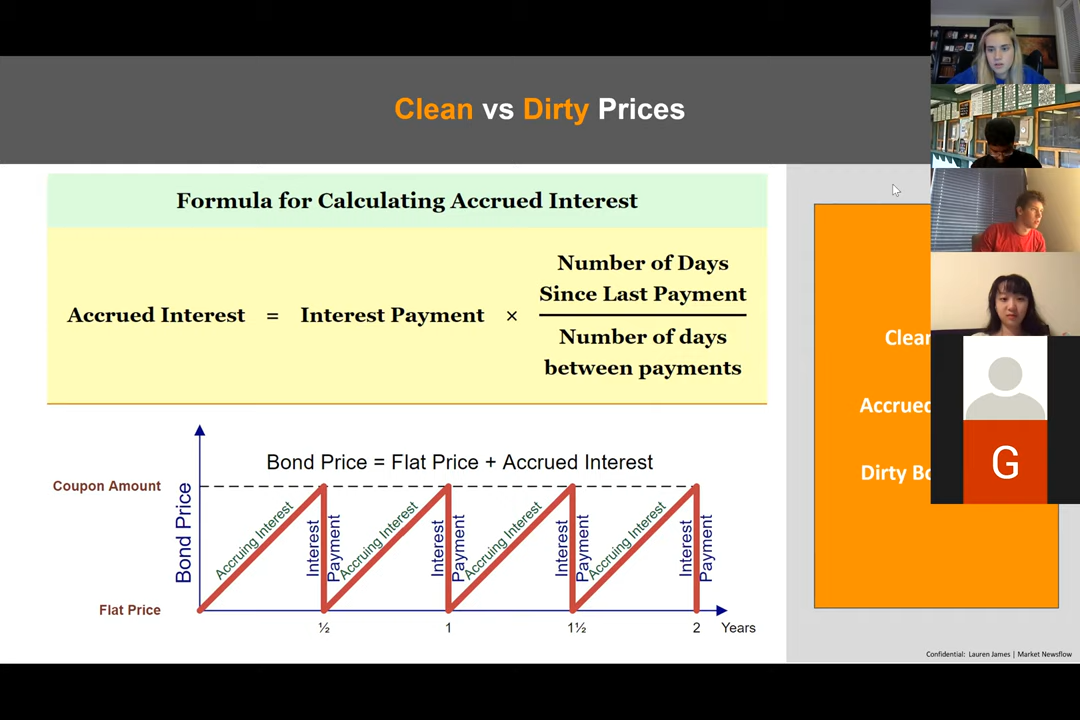 Clean vs Dirty Prices
Formula for Calculating Accrued Interest
Accrued Interest = Interest Payment ×
Number of Days
Since Last Payment
Number of days
between payments
Bond Price = Flat Price + Accrued Interest
Coupon Amount
Bond Price
Flat Price
Accruing Interest
Interest
Payment
Accruing Interest
Interest
Payment
Accruing Interest
Interest
Payment
Accruing Interest
Interest
Payment
½ 1 1½ 2 Years
Accrued
Dirty
G
Confidential: Lauren James | Market Newsflow